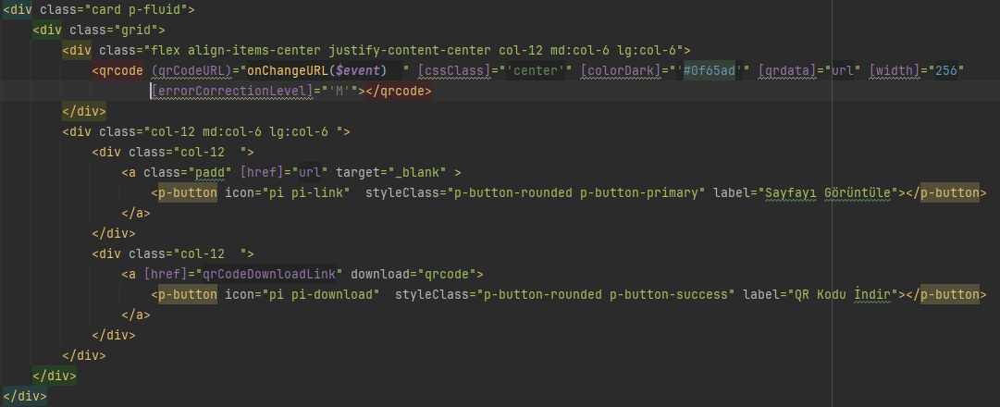 <div class="card p-fluid">
<div class="grid">
<div class="flex align-items-center justify-content-center col-12 md:col-6 lg:col-6">
<qrcode (qrCodeURL)="onChangeURL($event)  " [cssClass]="'center'" [colorDark]="'#0f65ad'" [qrdata]="url" [width]="256"
[errorCorrectionLevel]="'M'"></qrcode>
</div>
<div class="col-12 md:col-6 lg:col-6 ">
<div class="col-12  ">
<a class="padd" [href]="url" target="_blank" >
<p-button icon="pi pi-link"  styleClass="p-button-rounded p-button-primary" label="Sayfayı Görüntüle"></p-button>
</a>
</div>
<div class="col-12  ">
<a [href]="qrCodeDownloadLink" download="qrcode">
<p-button icon="pi pi-download"  styleClass="p-button-rounded p-button-success" label="QR Kodu İndir"></p-button>
</a>
</div>
</div>
</div>
</div>